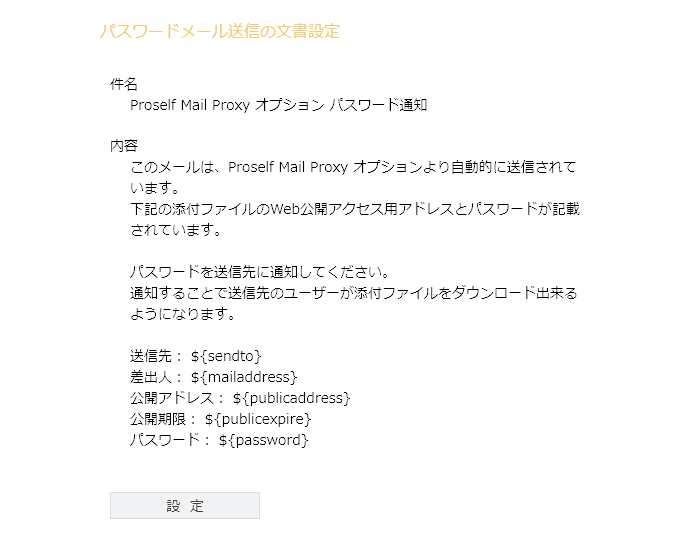 パスワードメール送信の文書設定
件名
Proself Mail Proxy オプション パスワード通知
内容
このメールは、Proself Mail Proxy オプションより自動的に送信されて
います。
下記の添付ファイルのWeb公開アクセス用アドレスとパスワードが記載
されています。
パスワードを送信先に通知してください。
通知することで送信先のユーザーが添付ファイルをダウンロード出来る
ようになります。
送信先： ${sendto}
差出人： ${mailaddress}
公開アドレス： ${publicaddress}
公開期限： ${publicexpire}
パスワード： ${password}
設 定